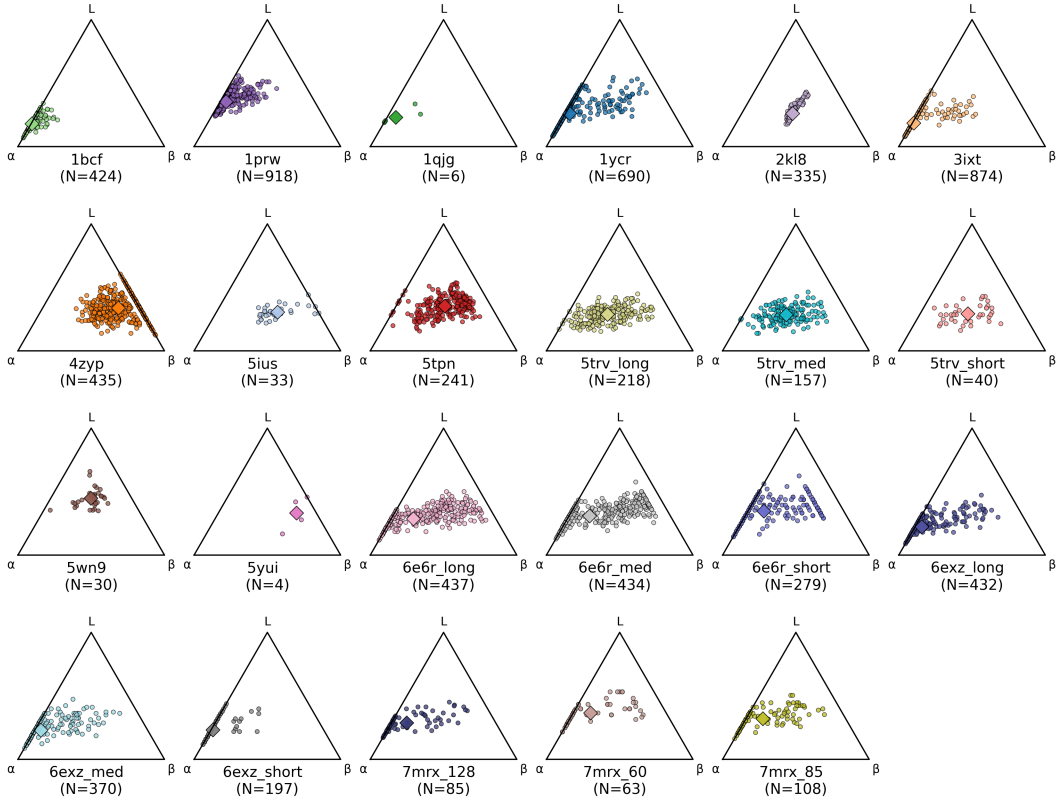 L L L L L L
α β α β α β α β α β α β
1bcf 1prw 1qjg 1ycr 2kl8 3ixt
(N=424) (N=918) (N=6) (N=690) (N=335) (N=874)
L L L L L L
α β α β α β α β α β α β
4zyp 5ius 5tpn 5trv_long 5trv_med 5trv_short
(N=435) (N=33) (N=241) (N=218) (N=157) (N=40)
L L L L L L
α β α β α β α β α β α β
5wn9 5yui 6e6r_long 6e6r_med 6e6r_short 6exz_long
(N=30) (N=4) (N=437) (N=434) (N=279) (N=432)
L L L L L
α β α β α β α β α β
6exz_med 6exz_short 7mrx_128 7mrx_60 7mrx_85
(N=370) (N=197) (N=85) (N=63) (N=108)